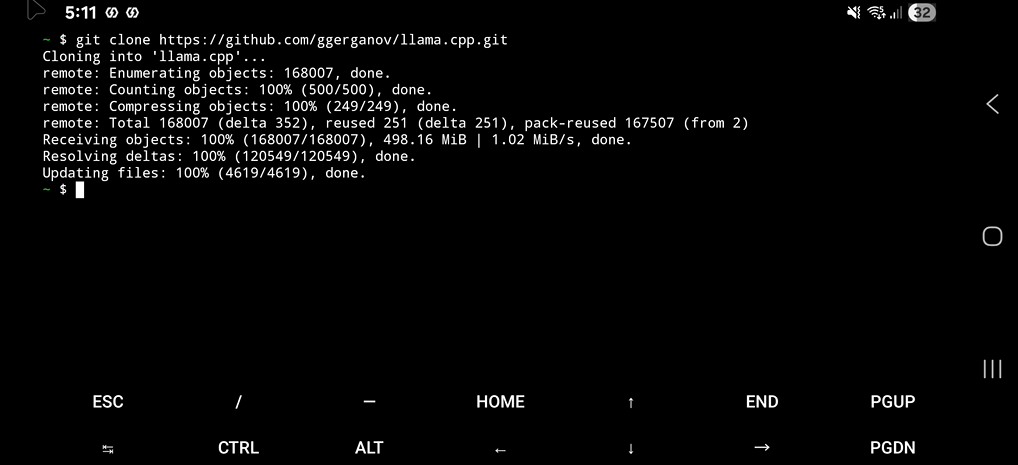 5:11
32
~ $ git clone https://github.com/ggerganov/llama.cpp.git
Cloning into 'llama.cpp'...
remote: Enumerating objects: 168007, done.
remote: Counting objects: 100% (500/500), done.
remote: Compressing objects: 100% (249/249), done.
remote: Total 168007 (delta 352), reused 251 (delta 251), pack-reused 167507 (from 2)
Receiving objects: 100% (168007/168007), 498.16 MiB | 1.02 MiB/s, done.
Resolving deltas: 100% (120549/120549), done.
Updating files: 100% (4619/4619), done.
~ $
ESC / — HOME ↑ END PGUP
↹ CTRL ALT ← ↓ → PGDN